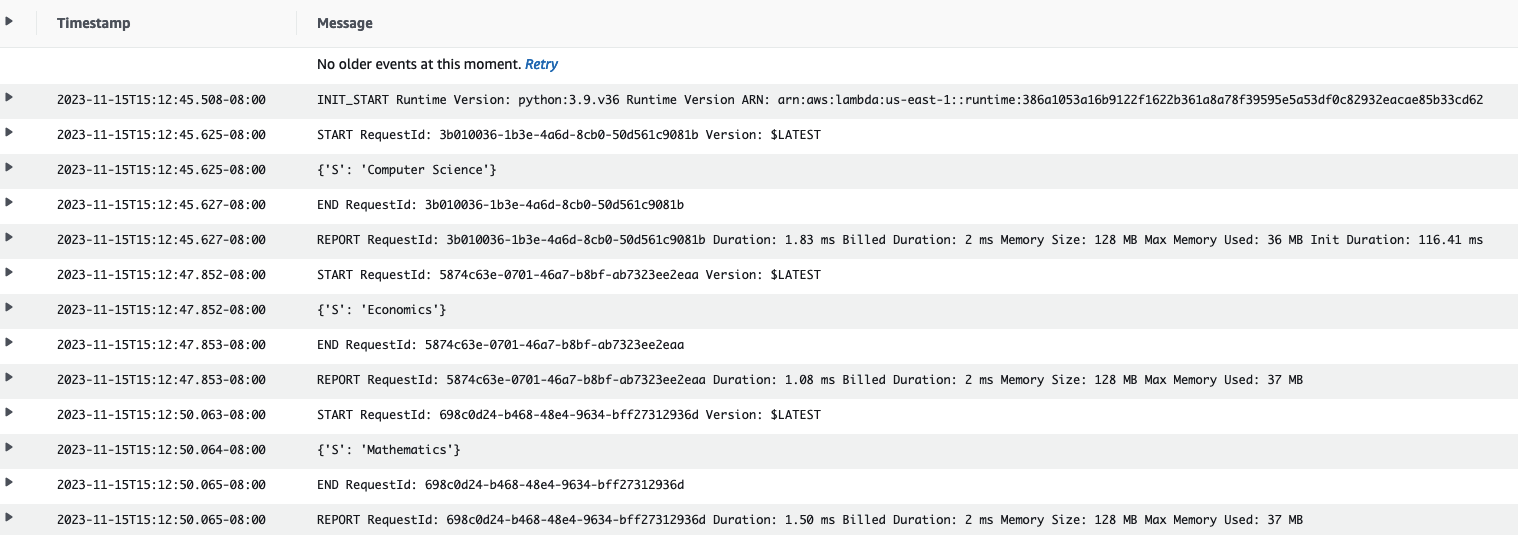 Timestamp Message
No older events at this moment. Retry
2023-11-15T15:12:45.508-08:00 INIT_START Runtime Version: python:3.9.v36 Runtime Version ARN: arn:aws:lambda:us-east-1::runtime:386a1053a16b9122f1622b361a8a78f39595e5a53df0c82932eacae85b33cd62
2023-11-15T15:12:45.625-08:00 START RequestId: 3b010036-1b3e-4a6d-8cb0-50d561c9081b Version: $LATEST
2023-11-15T15:12:45.625-08:00 {'S': 'Computer Science'}
2023-11-15T15:12:45.627-08:00 END RequestId: 3b010036-1b3e-4a6d-8cb0-50d561c9081b
2023-11-15T15:12:45.627-08:00 REPORT RequestId: 3b010036-1b3e-4a6d-8cb0-50d561c9081b Duration: 1.83 ms Billed Duration: 2 ms Memory Size: 128 MB Max Memory Used: 36 MB Init Duration: 116.41 ms
2023-11-15T15:12:47.852-08:00 START RequestId: 5874c63e-0701-46a7-b8bf-ab7323ee2eaa Version: $LATEST
2023-11-15T15:12:47.852-08:00 {'S': 'Economics'}
2023-11-15T15:12:47.853-08:00 END RequestId: 5874c63e-0701-46a7-b8bf-ab7323ee2eaa
2023-11-15T15:12:47.853-08:00 REPORT RequestId: 5874c63e-0701-46a7-b8bf-ab7323ee2eaa Duration: 1.08 ms Billed Duration: 2 ms Memory Size: 128 MB Max Memory Used: 37 MB
2023-11-15T15:12:50.063-08:00 START RequestId: 698c0d24-b468-48e4-9634-bff27312936d Version: $LATEST
2023-11-15T15:12:50.064-08:00 {'S': 'Mathematics'}
2023-11-15T15:12:50.065-08:00 END RequestId: 698c0d24-b468-48e4-9634-bff27312936d
2023-11-15T15:12:50.065-08:00 REPORT RequestId: 698c0d24-b468-48e4-9634-bff27312936d Duration: 1.50 ms Billed Duration: 2 ms Memory Size: 128 MB Max Memory Used: 37 MB